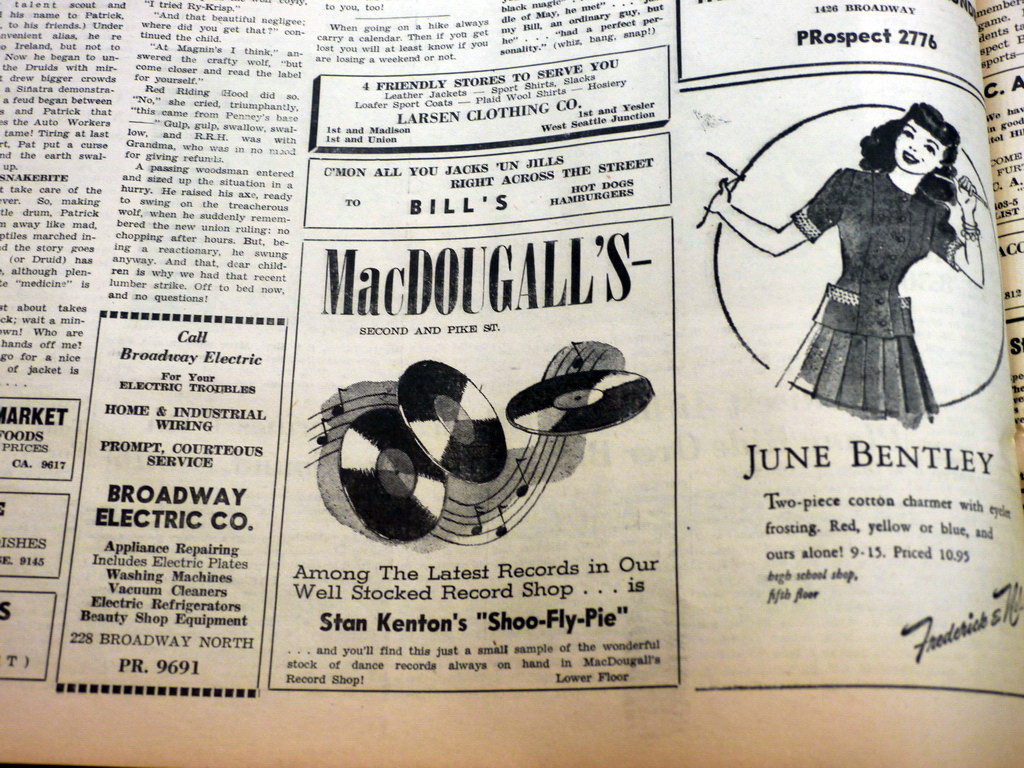 talent scout and
his name to Patrick,
to his friends.) Under
nvenient alias, he re
o Ireland, but not to
Now he began to un-
the Druids with mir-
drew bigger crowds
a Sinatra demonstra-
a feud began between
s and Patrick that
es the Auto Workers
tame! Tiring at last
rt, Pat put a curse
nd the earth swal-
up.
SNAKEBITE
t take care of the
e. So, making
tle drum, Patrick
m away like mad,
ptiles marched in-
d the story goes
(or Druid) has
, although plen-
e "medicine" is
st about takes
ck; wait a min-
own! Who are
hands off me!
go for a nice
of jacket is
. . . .
MARKET
FOODS
PRICES
CA. 9617
ISHES
SE. 9145
S
T )
"I tried Ry-Krisp."
"And that beautiful negligee;
where did you get that?" con-
tinued the child.
"At Magnin's I think," an-
swered the crafty wolf, "but
come closer and read the label
for yourself."
Red Riding Hood did so.
"No," she cried, triumphantly,
"this came from Penney's bare
——" Gulp, gulp, swallow, swal-
low, and R.R.H. was with
Grandma, who was in no mood
for giving refunds.
A passing woodsman entered
and sized up the situation in a
hurry. He raised his axe, ready
to swing on the treacherous
wolf, when he suddenly remem-
bered the new union ruling: no
chopping after hours. But, be-
ing a reactionary, he swung
anyway. And that, dear child-
ren is why we had that recent
lumber strike. Off to bed now,
and no questions!
Call
Broadway Electric
For Your
ELECTRIC TROUBLES
HOME & INDUSTRIAL
WIRING
PROMPT, COURTEOUS
SERVICE
BROADWAY
ELECTRIC CO.
Appliance Repairing
Includes Electric Plates
Washing Machines
Vacuum Cleaners
Electric Refrigerators
Beauty Shop Equipment
228 BROADWAY NORTH
PR. 9691
to you, too!
When going on a hike always
carry a calendar. Then if you get
lost you will at least know if you
are losing a weekend or not.
black magic"
dle of May, he met" . . .
my Bill, an ordinary guy, but
he" . . . "had a perfect per-
sonality." (whiz, bang, snap!)
4 FRIENDLY STORES TO SERVE YOU
Leather Jackets — Sport Shirts, Slacks
Loafer Sport Coats — Plaid Wool Shirts — Hosiery
LARSEN CLOTHING CO.
1st and Madison 1st and Yesler
1st and Union West Seattle Junction
C'MON ALL YOU JACKS 'UN JILLS
RIGHT ACROSS THE STREET
TO BILL'S HOT DOGS
HAMBURGERS
MacDOUGALL'S—
SECOND AND PIKE ST.
Among The Latest Records in Our
Well Stocked Record Shop . . . is
Stan Kenton's "Shoo-Fly-Pie"
. . . and you'll find this just a small sample of the wonderful
stock of dance records always on hand in MacDougall's
Record Shop! Lower Floor
1426 BROADWAY
PRospect 2776
JUNE BENTLEY
Two-piece cotton charmer with eyelet
frosting. Red, yellow or blue, and
ours alone! 9-15. Priced 10.95
high school shop,
fifth floor
Frederick &
member
game.
dents
spect
sports—
C. A